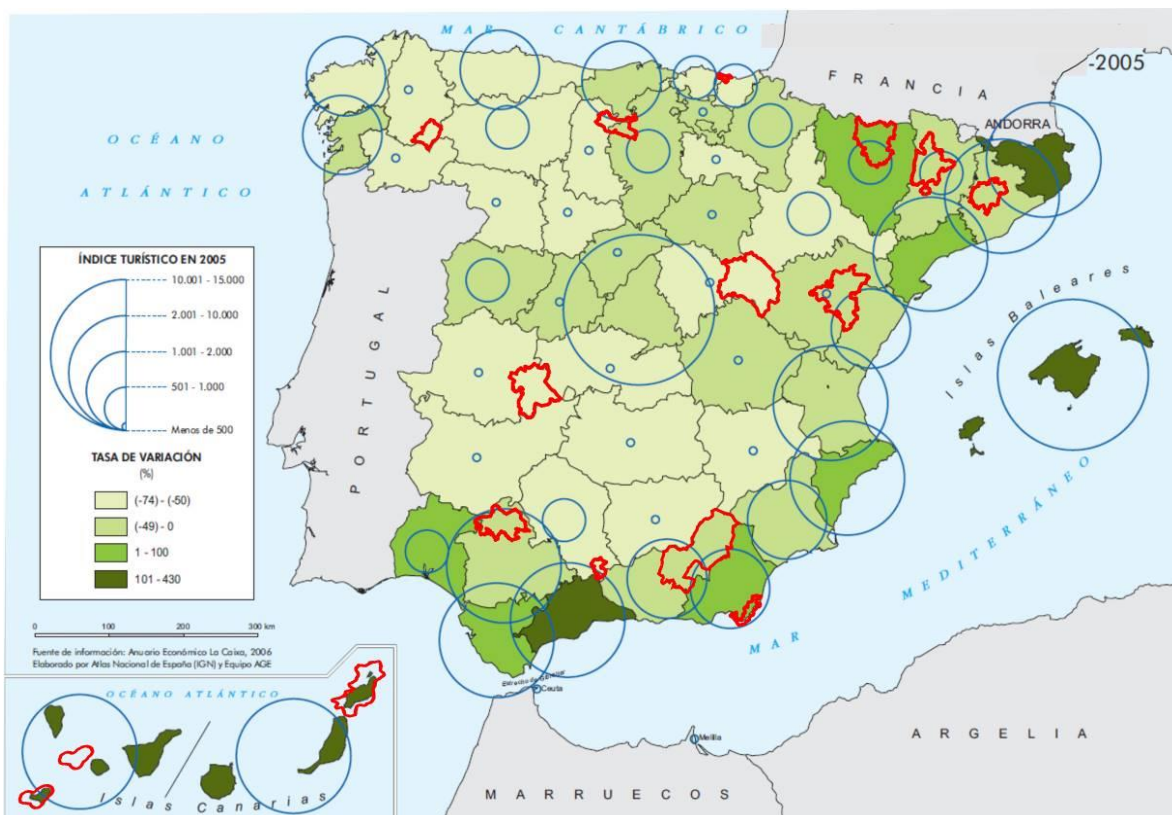 MAR CANTÁBRICO
-2005
FRANCIA
ANDORRA
OCÉANO
ATLÁNTICO
PORTUGAL
Islas Baleares
MAR MEDITERRÁNEO
ÍNDICE TURÍSTICO EN 2005
10.001 - 15.000
2.001 - 10.000
1.001 - 2.000
501 - 1.000
Menos de 500
TASA DE VARIACIÓN
(%)
(-74) - (-50)
(-49) - 0
1 - 100
101 - 430
0 100 200 300 km
Fuente de información: Anuario Económico La Caixa, 2006
Elaborado por Atlas Nacional de España (IGN) y Equipo AGE
OCÉANO ATLÁNTICO
Islas Canarias
Estrecho de Gibraltar
Ceuta
Melilla
ARGELIA
MARRUECOS